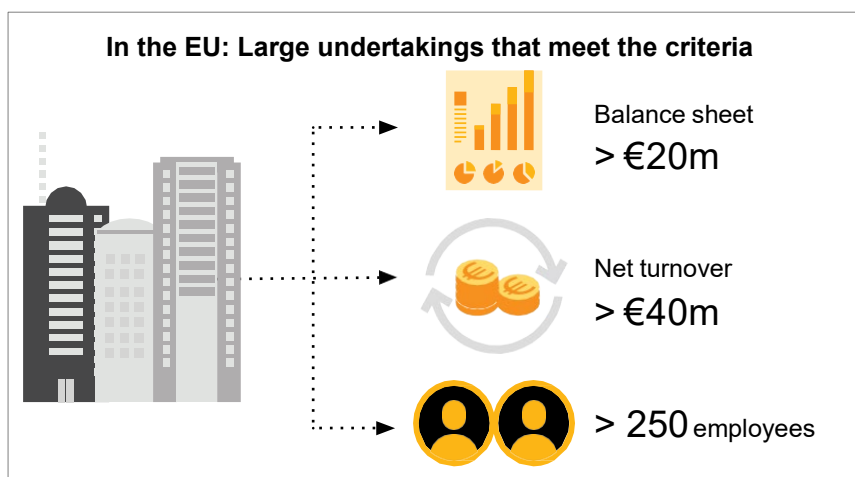 In the EU: Large undertakings that meet the criteria
Balance sheet
> €20m
Net turnover
> €40m
> 250 employees